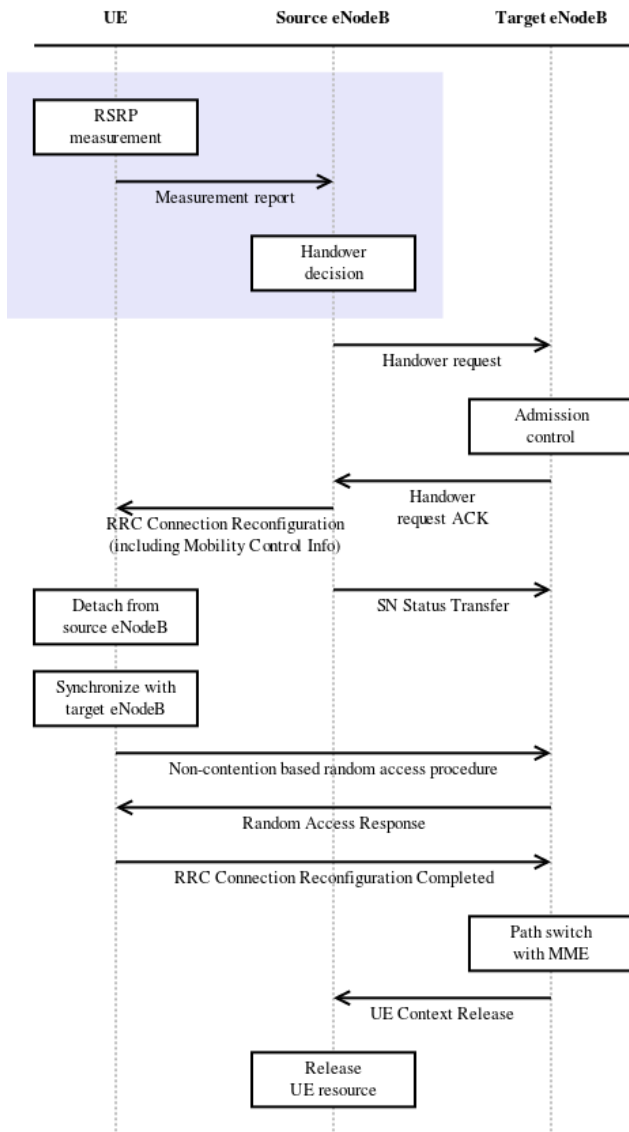 UE
Source eNodeB
Target eNodeB
RSRP
measurement
Measurement report
Handover
decision
Handover request
Admission
control
Handover
request ACK
RRC Connection Reconfiguration
(including Mobility Control Info)
Detach from
source eNodeB
SN Status Transfer
Synchronize with
target eNodeB
Non-contention based random access procedure
Random Access Response
RRC Connection Reconfiguration Completed
Path switch
with MME
UE Context Release
Release
UE resource